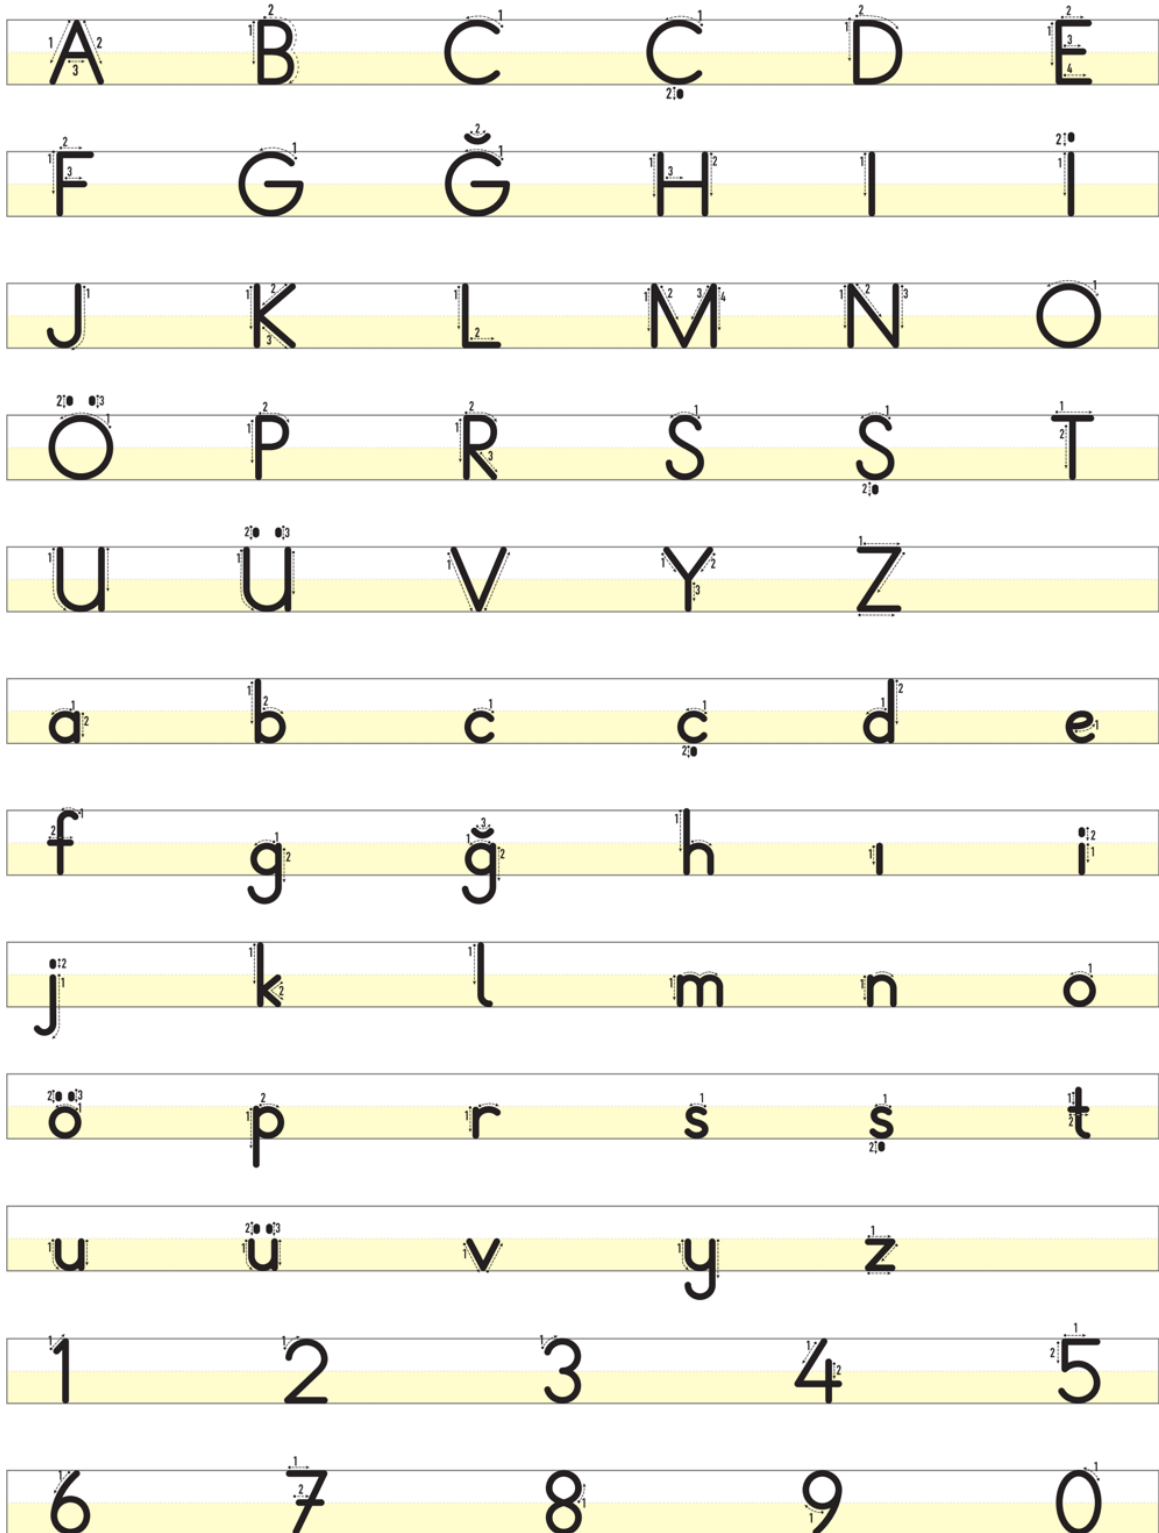 A B C Ç D E
F G Ğ H I İ
J K L M N O
Ö P R S Ş T
U Ü V Y Z
a b c ç d e
f g ğ h ı i
j k l m n o
ö p r s ş t
u ü v y z
1 2 3 4 5
6 7 8 9 0